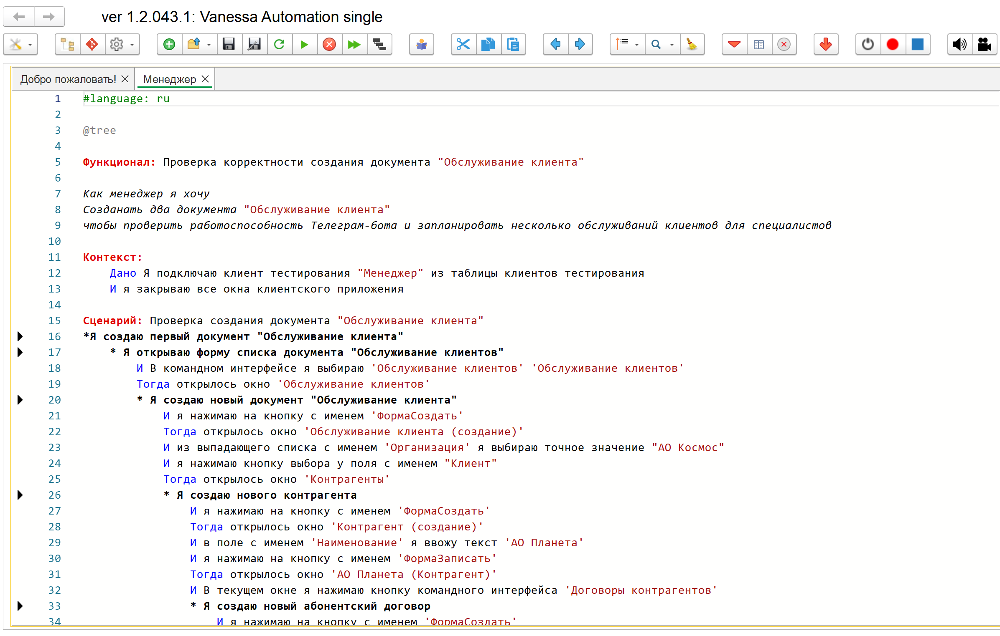 ver 1.2.043.1: Vanessa Automation single
Добро пожаловать!
Менеджер
1 #language: ru
2
3 @tree
4
5 Функционал: Проверка корректности создания документа "Обслуживание клиента"
6
7 Как менеджер я хочу
8 Созданать два документа "Обслуживание клиента"
9 чтобы проверить работоспособность Телеграм-бота и запланировать несколько обслуживаний клиентов для специалистов
10
11 Контекст:
12 Дано Я подключаю клиент тестирования "Менеджер" из таблицы клиентов тестирования
13 И я закрываю все окна клиентского приложения
14
15 Сценарий: Проверка создания документа "Обслуживание клиента"
16 *Я создаю первый документ "Обслуживание клиента"
17 * Я открываю форму списка документа "Обслуживание клиентов"
18 И В командном интерфейсе я выбираю 'Обслуживание клиентов' 'Обслуживание клиентов'
19 Тогда открылось окно 'Обслуживание клиентов'
20 * Я создаю новый документ "Обслуживание клиента"
21 И я нажимаю на кнопку с именем 'ФормаСоздать'
22 Тогда открылось окно 'Обслуживание клиента (создание)'
23 И из выпадающего списка с именем 'Организация' я выбираю точное значение "АО Космос"
24 И я нажимаю кнопку выбора у поля с именем "Клиент"
25 Тогда открылось окно 'Контрагенты'
26 * Я создаю нового контрагента
27 И я нажимаю на кнопку с именем 'ФормаСоздать'
28 Тогда открылось окно 'Контрагент (создание)'
29 И в поле с именем 'Наименование' я ввожу текст 'АО Планета'
30 И я нажимаю на кнопку с именем 'ФормаЗаписать'
31 Тогда открылось окно 'АО Планета (Контрагент)'
32 И В текущем окне я нажимаю кнопку командного интерфейса 'Договоры контрагентов'
33 * Я создаю новый абонентский договор
34 И я нажимаю на кнопку с именем 'ФормаСоздать'